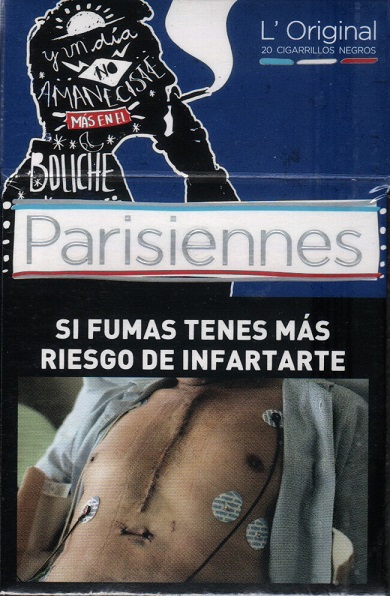 L' Original
20 CIGARRILLOS NEGROS
y un día
NO
AMANECISTE
MÁS EN EL
BOLICHE
Parisiennes
SI FUMAS TENES MÁS
RIESGO DE INFARTARTE